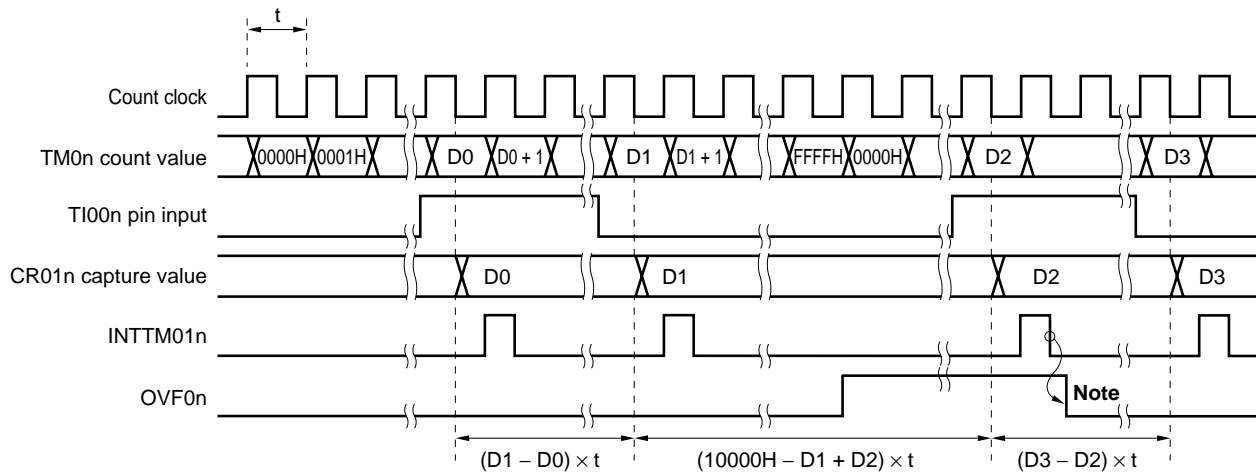 t
Count clock
TM0n count value 0000H 0001H D0 D0 + 1 D1 D1 + 1 FFFFH 0000H D2 D3
TI00n pin input
CR01n capture value D0 D1 D2 D3
INTTM01n
OVF0n Note
(D1 − D0) × t (10000H − D1 + D2) × t (D3 − D2) × t